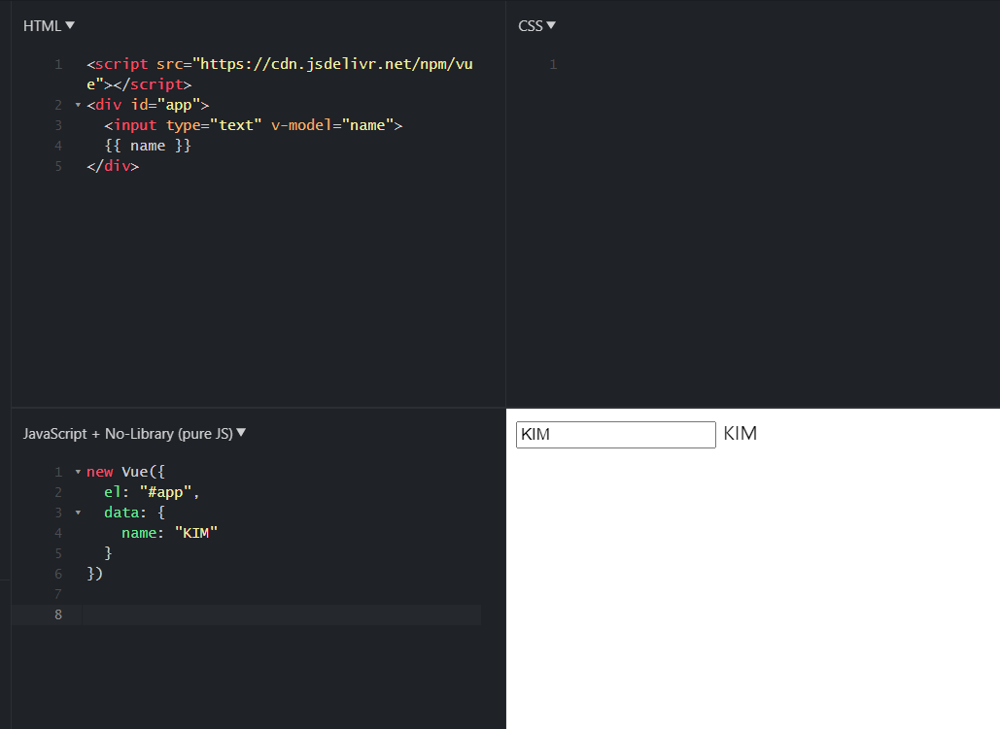 HTML▼
1 <script src="https://cdn.jsdelivr.net/npm/vu
e"></script>
2 ▾ <div id="app">
3   <input type="text" v-model="name">
4   {{ name }}
5 </div>
CSS▼
1
JavaScript + No-Library (pure JS)▼
1 ▾ new Vue({
2   el: "#app",
3 ▾   data: {
4     name: "KIM"
5   }
6 })
7
8
KIM KIM